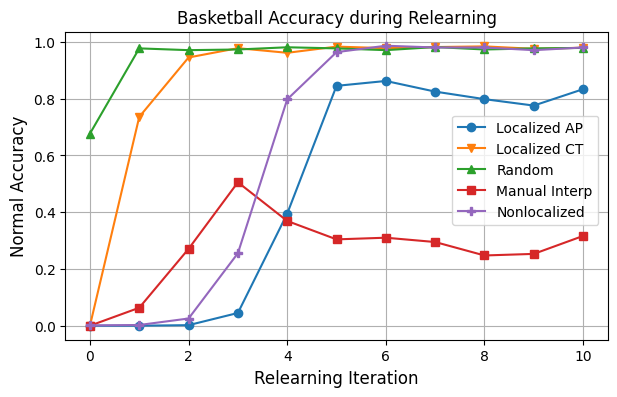 Basketball Accuracy during Relearning
Normal Accuracy
1.0
0.8
0.6
0.4
0.2
0.0
Localized AP
Localized CT
Random
Manual Interp
Nonlocalized
0 2 4 6 8 10
Relearning Iteration